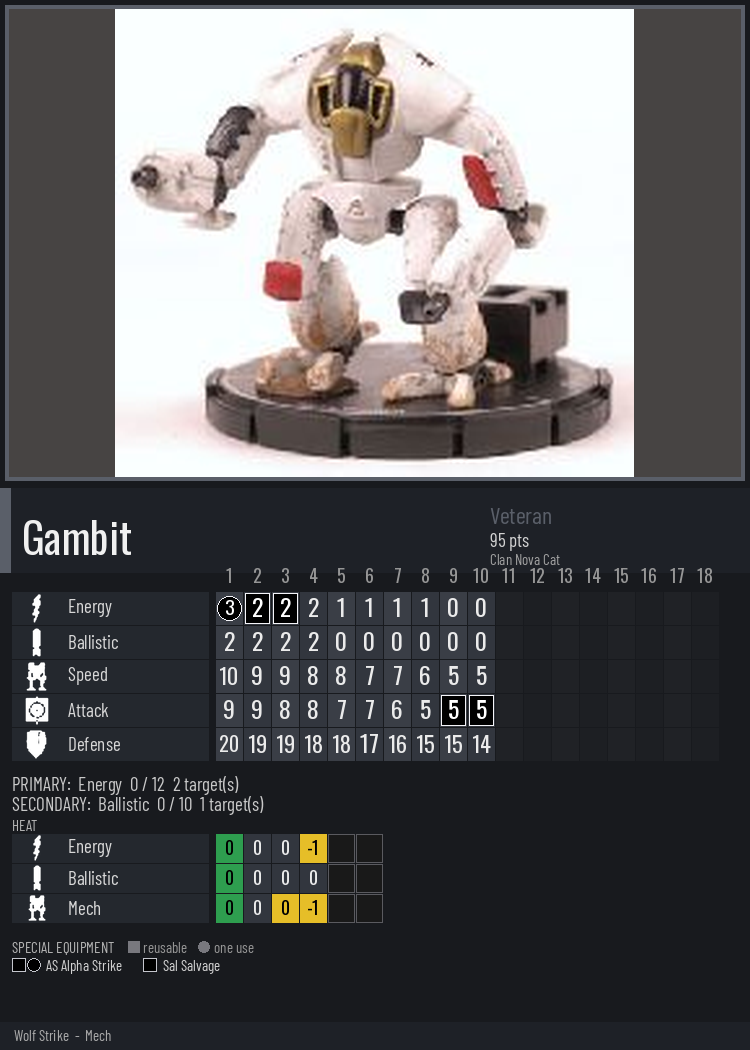 Gambit
Veteran
95 pts
Clan Nova Cat
1 2 3 4 5 6 7 8 9 10 11 12 13 14 15 16 17 18
Energy 3 2 2 2 1 1 1 1 0 0
Ballistic 2 2 2 2 0 0 0 0 0 0
Speed 10 9 9 8 8 7 7 6 5 5
Attack 9 9 8 8 7 7 6 5 5 5
Defense 20 19 19 18 18 17 16 15 15 14
PRIMARY: Energy 0 / 12 2 target(s)
SECONDARY: Ballistic 0 / 10 1 target(s)
HEAT
Energy 0 0 0 -1
Ballistic 0 0 0 0
Mech 0 0 0 -1
SPECIAL EQUIPMENT reusable one use
AS Alpha Strike Sal Salvage
Wolf Strike - Mech